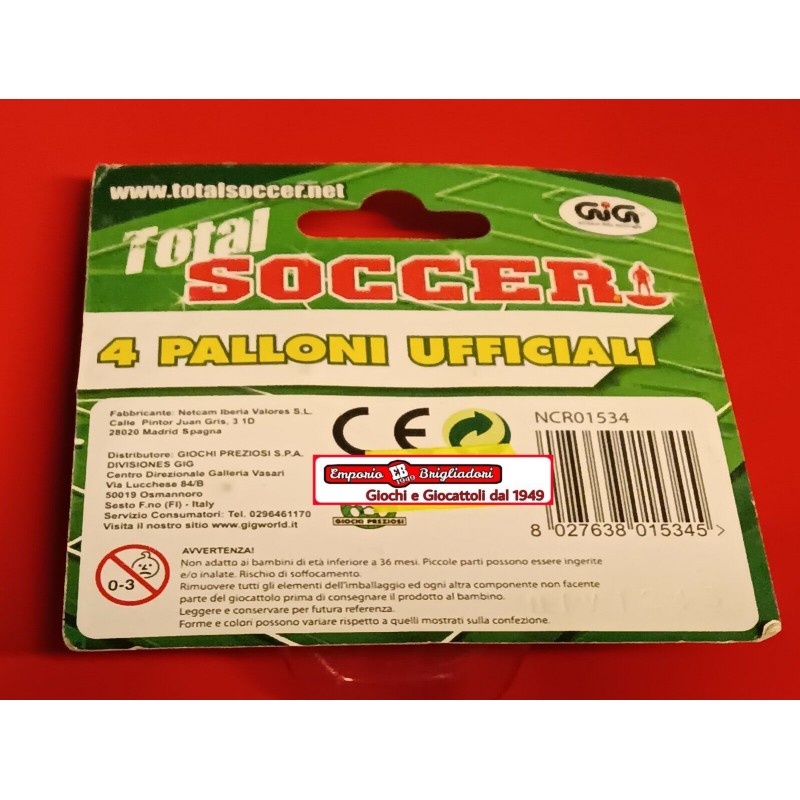 www.totalsoccer.net
GiG
Total
SOCCER
4 PALLONI UFFICIALI
Fabbricante: Netcam Iberia Valores S.L.
Calle Pintor Juan Gris, 3 1D
28020 Madrid Spagna
Distributore: GIOCHI PREZIOSI S.P.A.
DIVISIONES GIG
Centro Direzionale Galleria Vasari
Via Lucchese 84/B
50019 Osmannoro
Sesto F.no (FI) - Italy
Servizio Consumatori: Tel. 0296461170
Visita il nostro sitio www.gigworld.it
CE
NCR01534
Emporio EB Brigliadori
1949
Giochi e Giocattoli dal 1949
GIOCHI PREZIOSI
8 027638 015345 >
0-3
AVVERTENZA!
Non adatto ai bambini di età inferiore a 36 mesi. Piccole parti possono essere ingerite
e/o inalate. Rischio di soffocamento.
Rimuovere tutti gli elementi dell'imballaggio ed ogni altra componente non facente
parte del giocattolo prima di consegnare il prodotto al bambino.
Leggere e conservare per futura referenza.
Forme e colori possono variare rispetto a quelli mostrati sulla confezione.